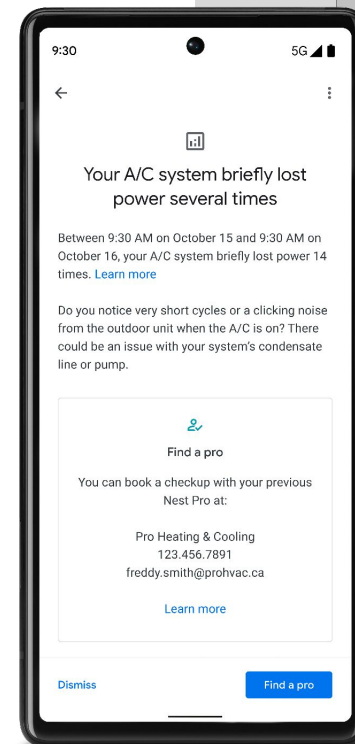 9:30
5G
Your A/C system briefly lost
power several times
Between 9:30 AM on October 15 and 9:30 AM on
October 16, your A/C system briefly lost power 14
times. Learn more
Do you notice very short cycles or a clicking noise
from the outdoor unit when the A/C is on? There
could be an issue with your system's condensate
line or pump.
Find a pro
You can book a checkup with your previous
Nest Pro at:
Pro Heating & Cooling
123.456.7891
freddy.smith@prohvac.ca
Learn more
Dismiss
Find a pro